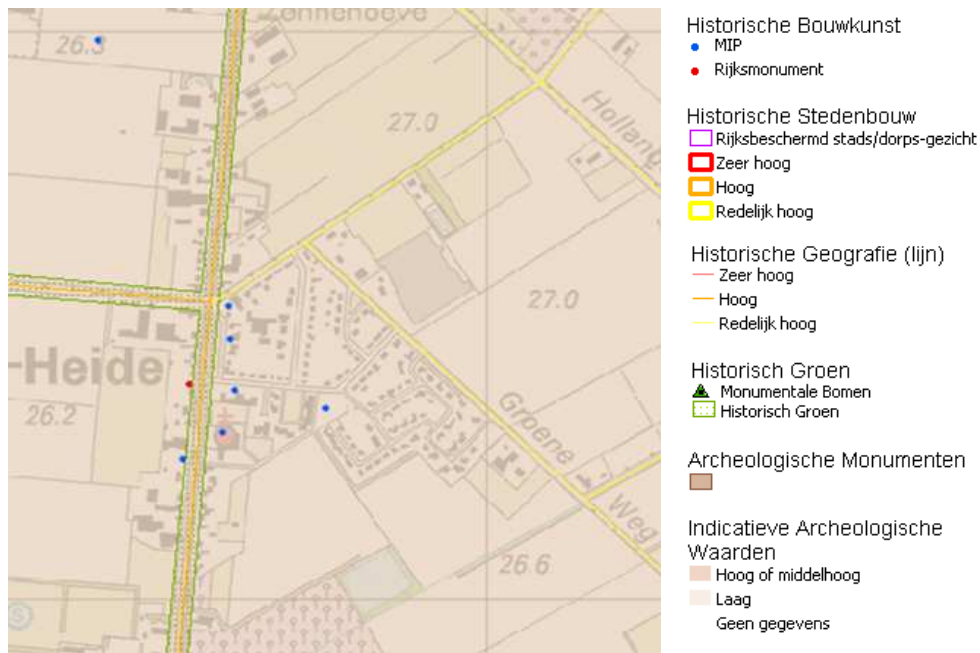 Zonnehoeve
26.3
27.0
Holland
27.0
-Heide
26.2
Groene
Weg
26.6
S
Historische Bouwkunst
MIP
Rijksmonument
Historische Stedenbouw
Rijksbeschermd stads/dorps-gezicht
Zeer hoog
Hoog
Redelijk hoog
Historische Geografie (lijn)
Zeer hoog
Hoog
Redelijk hoog
Historisch Groen
Monumentale Bomen
Historisch Groen
Archeologische Monumenten
Indicatieve Archeologische
Waarden
Hoog of middelhoog
Laag
Geen gegevens